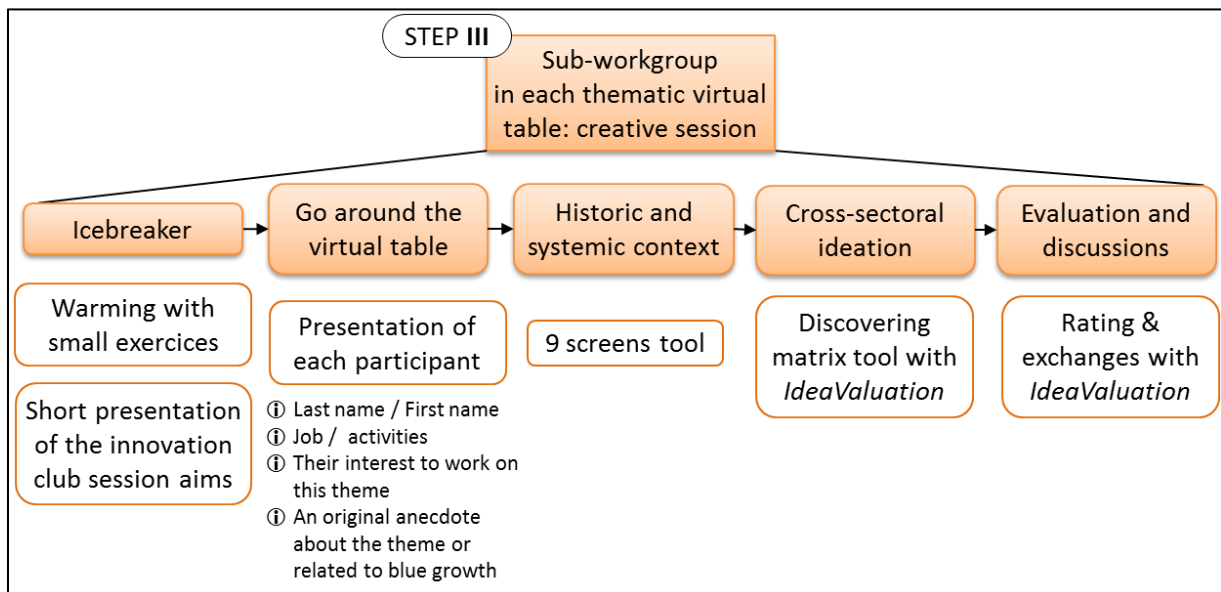 STEP III
Sub-workgroup
in each thematic virtual
table: creative session
Icebreaker
Go around the
virtual table
Historic and
systemic context
Cross-sectoral
ideation
Evaluation and
discussions
Warming with
small exercices
Short presentation
of the innovation
club session aims
Presentation of
each participant
ⓘ Last name / First name
ⓘ Job / activities
ⓘ Their interest to work on
this theme
ⓘ An original anecdote
about the theme or
related to blue growth
9 screens tool
Discovering
matrix tool with
IdeaValuation
Rating &
exchanges with
IdeaValuation